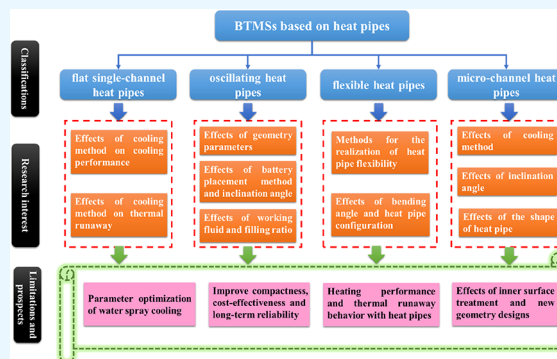 BTMSs based on heat pipes
Classifications
flat single-channel
heat pipes
oscillating heat
pipes
flexible heat pipes
micro-channel heat
pipes
Research interest
Effects of cooling
method on cooling
performance
Effects of cooling
method on thermal
runaway
Effects of geometry
parameters
Effects of battery
placement method
and inclination angle
Effects of working
fluid and filling ratio
Methods for the
realization of heat
pipe flexibility
Effects of bending
angle and heat pipe
configuration
Effects of cooling
method
Effects of inclination
angle
Effects of the shape
of heat pipe
Limitations and
prospects
Parameter optimization
of water spray cooling
Improve compactness,
cost-effectiveness and
long-term reliability
Heating performance
and thermal runaway
behavior with heat pipes
Effects of inner surface
treatment and new
geometry designs